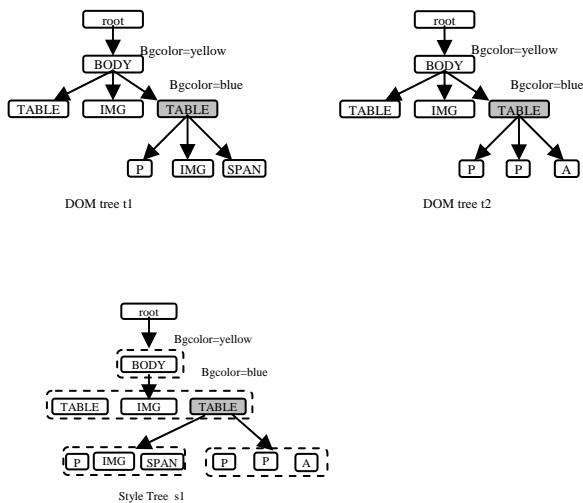 root
root
Bgcolor=yellow
Bgcolor=yellow
BODY
BODY
Bgcolor=blue
Bgcolor=blue
TABLE IMG TABLE
TABLE IMG TABLE
P IMG SPAN
P P A
DOM tree t1
DOM tree t2
root
Bgcolor=yellow
BODY
Bgcolor=blue
TABLE IMG TABLE
P IMG SPAN
P P A
Style Tree s1